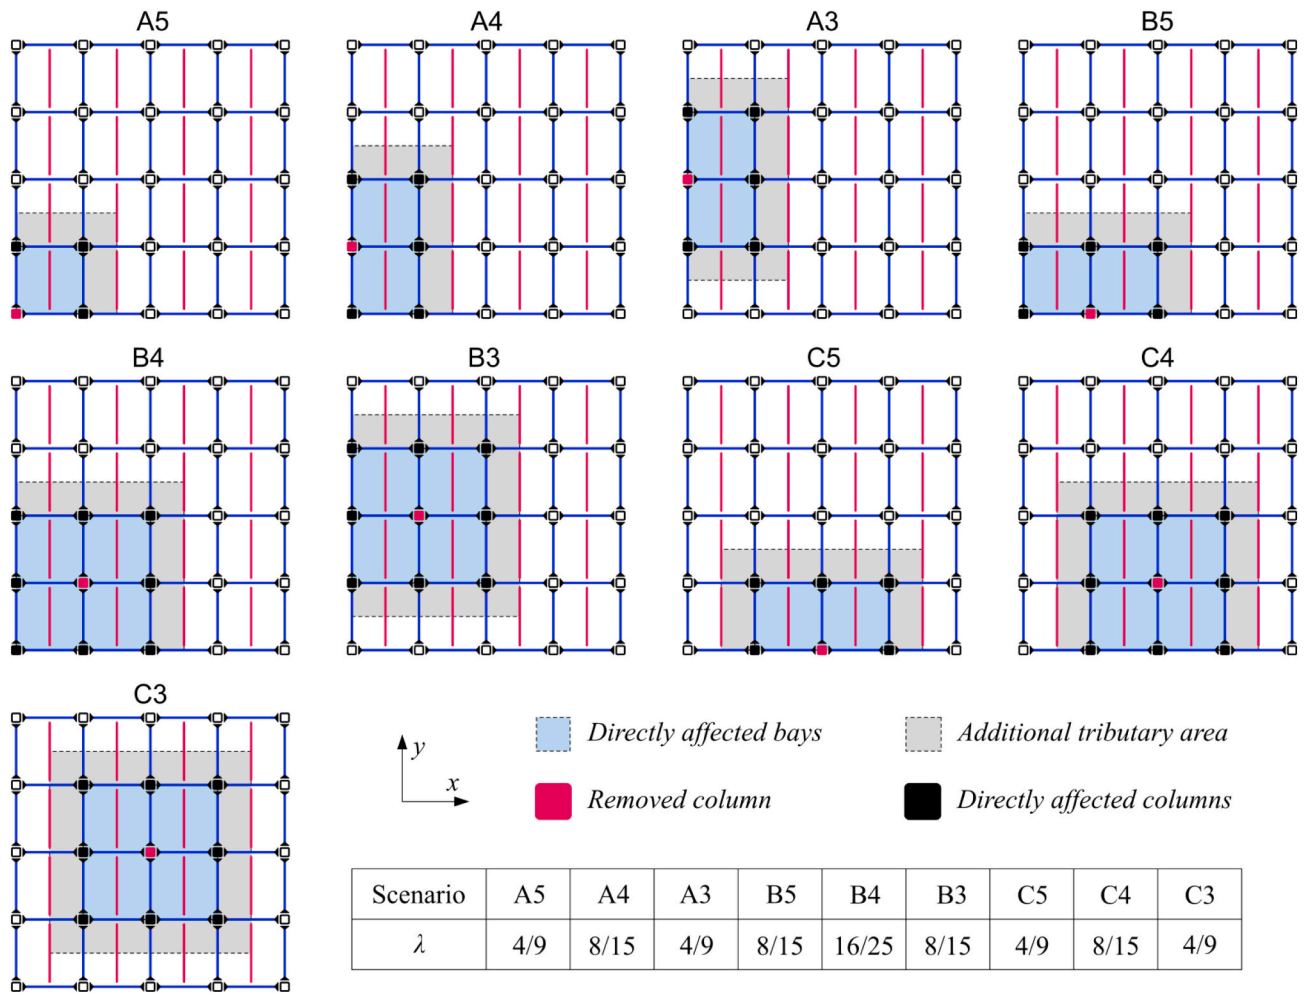 A5 A4 A3 B5
B4 B3 C5 C4
C3
y
x
Directly affected bays
Additional tributary area
Removed column
Directly affected columns
Scenario A5 A4 A3 B5 B4 B3 C5 C4 C3
λ 4/9 8/15 4/9 8/15 16/25 8/15 4/9 8/15 4/9